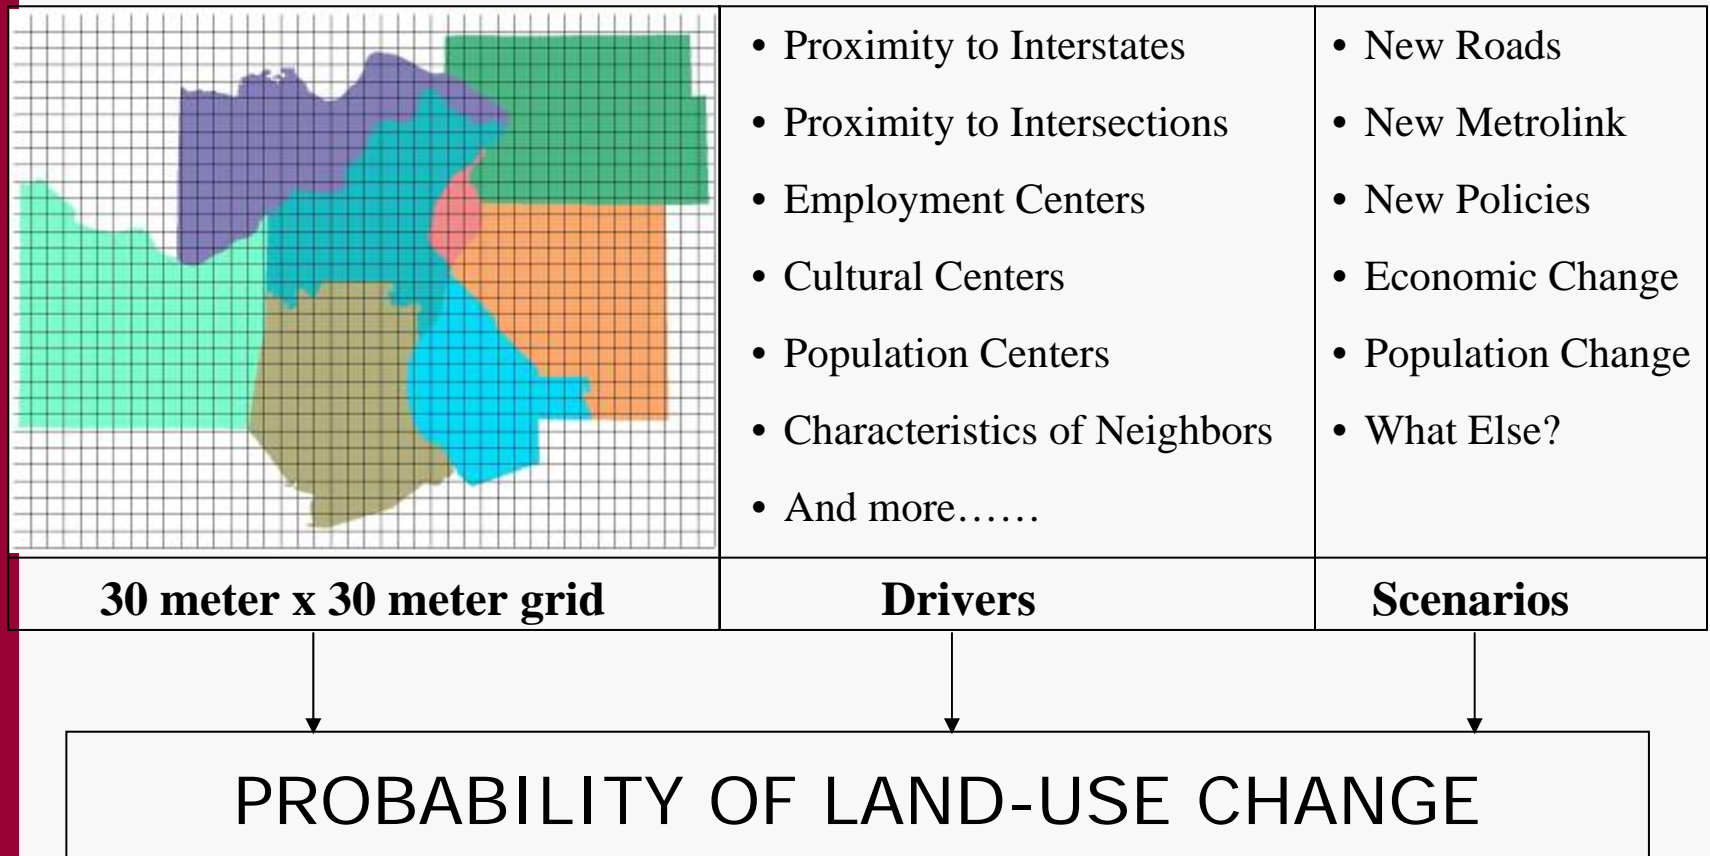 • Proximity to Interstates
• Proximity to Intersections
• Employment Centers
• Cultural Centers
• Population Centers
• Characteristics of Neighbors
• And more……
• New Roads
• New Metrolink
• New Policies
• Economic Change
• Population Change
• What Else?
30 meter x 30 meter grid
Drivers
Scenarios
PROBABILITY OF LAND-USE CHANGE